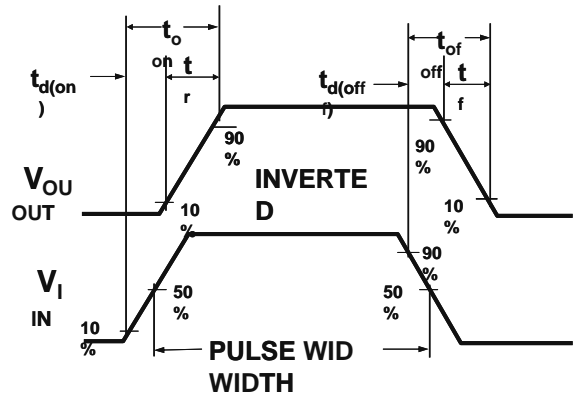 t o on
t of off
t r
t f
t d(on)
t d(off f)
90 %
90 %
V OU OUT
INVERTE D
10 %
10 %
V I IN
90 %
50 %
50 %
10 %
PULSE WID WIDTH